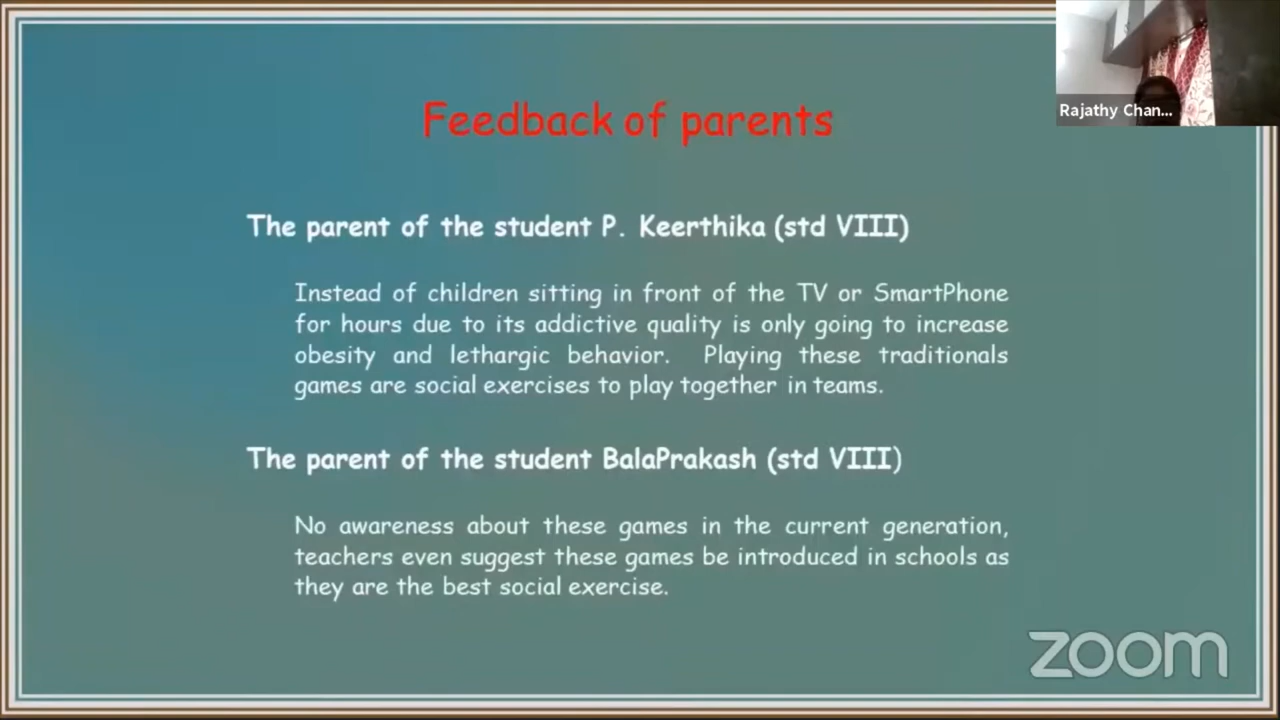 Rajathy Chan...
Feedback of parents
The parent of the student P. Keerthika (std VIII)
Instead of children sitting in front of the TV or SmartPhone
for hours due to its addictive quality is only going to increase
obesity and lethargic behavior. Playing these traditionals
games are social exercises to play together in teams.
The parent of the student BalaPrakash (std VIII)
No awareness about these games in the current generation,
teachers even suggest these games be introduced in schools as
they are the best social exercise.
zoom